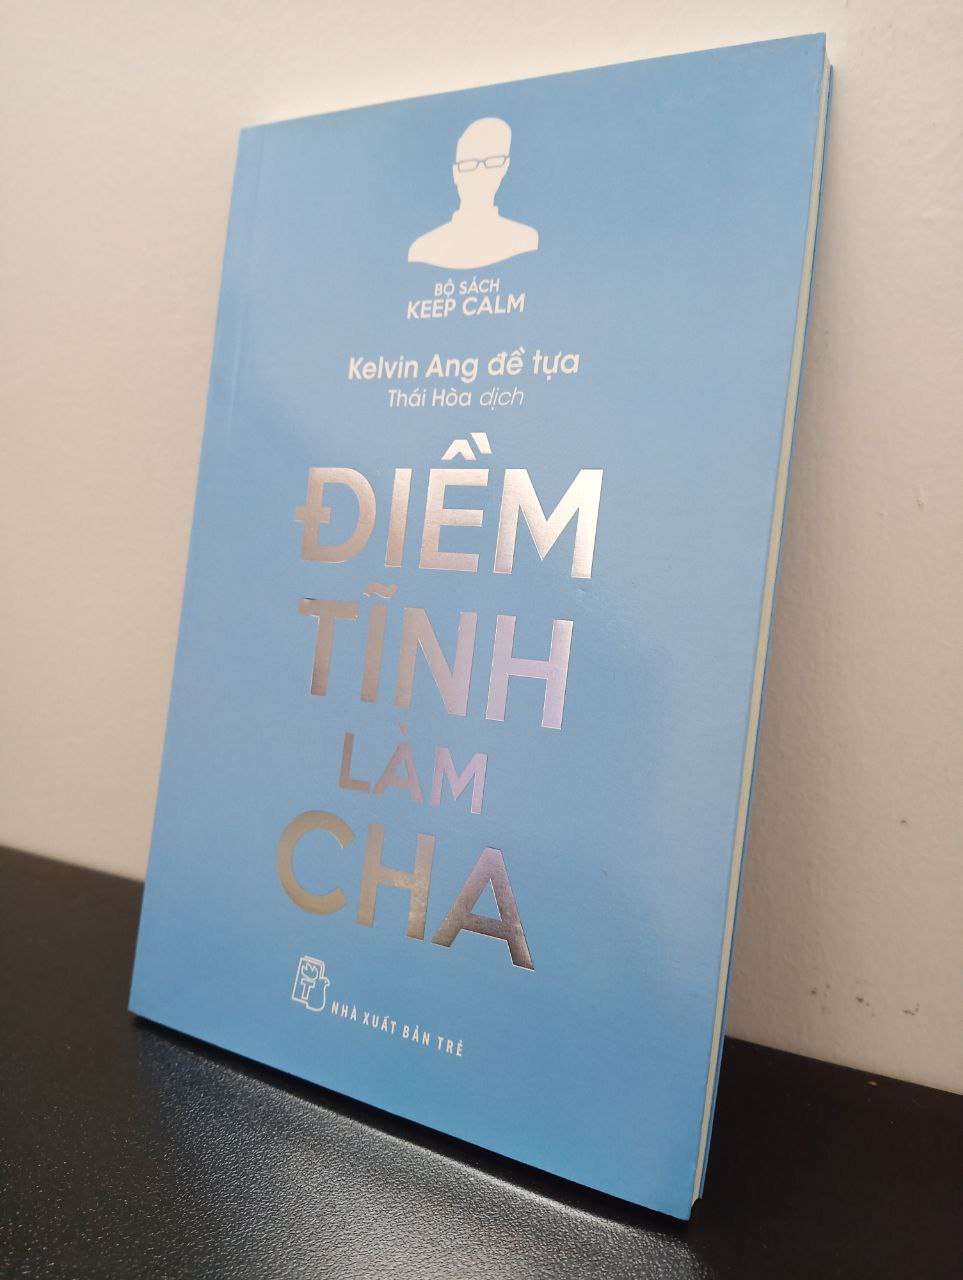 BỘ SÁCH
KEEP CALM
Kelvin Ang đề tựa
Thái Hòa dịch
ĐIỀM
TĨNH
LÀM
CHA
NHÀ XUẤT BẢN TRẺ